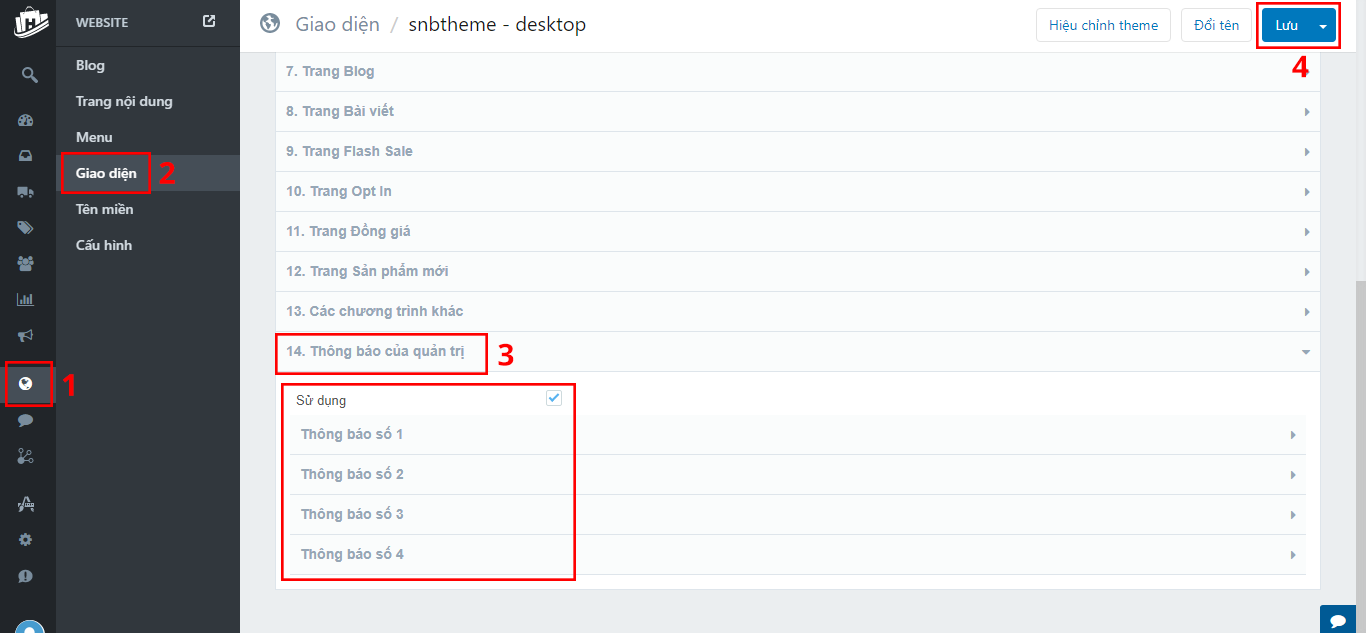 WEBSITE
Blog
Trang nội dung
Menu
Giao diện
2
Tên miền
Cấu hình
1
Giao diện / snbtheme - desktop
Hiệu chỉnh theme
Đổi tên
Lưu
4
7. Trang Blog
8. Trang Bài viết
9. Trang Flash Sale
10. Trang Opt In
11. Trang Đồng giá
12. Trang Sản phẩm mới
13. Các chương trình khác
14. Thông báo của quản trị
3
Sử dụng
Thông báo số 1
Thông báo số 2
Thông báo số 3
Thông báo số 4